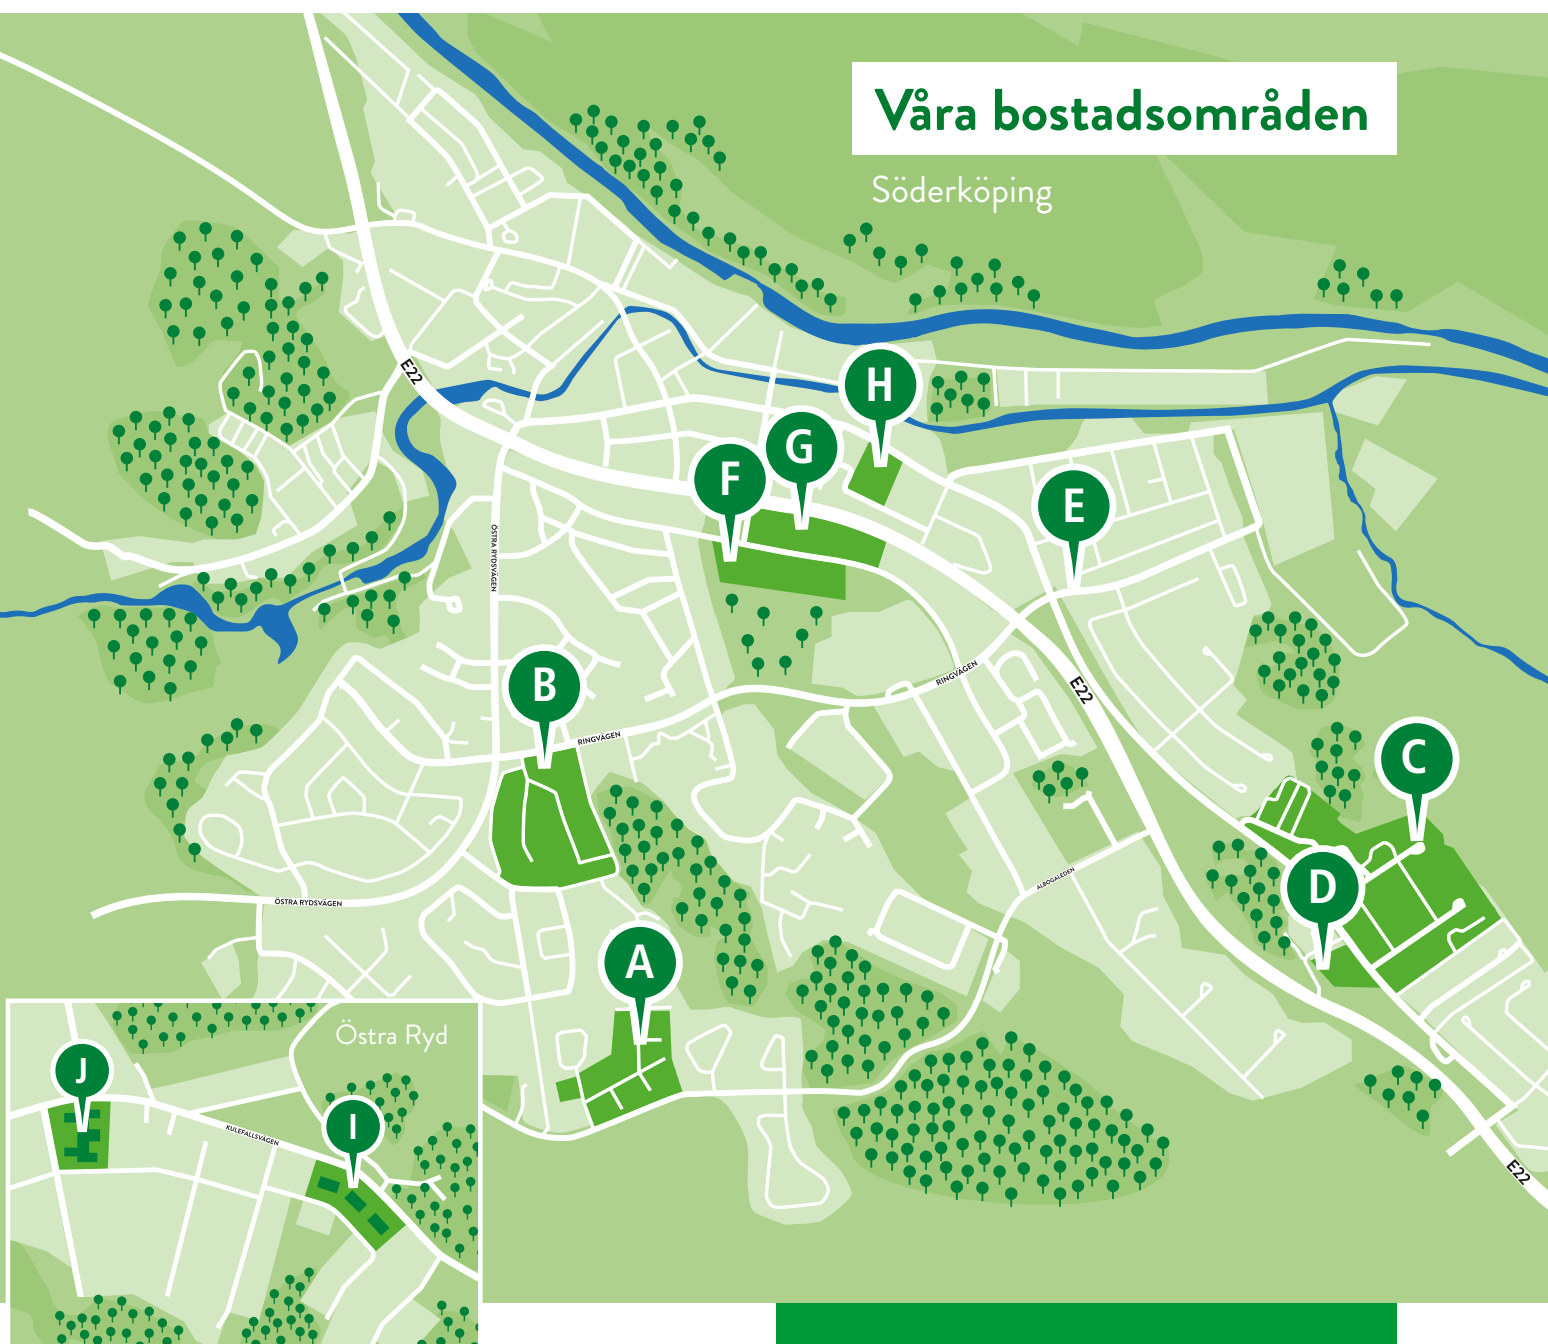 Våra bostadsområden
Söderköping
E22
H
G
F
E
ÖSTRA RYDSVÄGEN
B
RINGVÄGEN
RINGVÄGEN
E22
C
D
ALBOGALEDEN
ÖSTRA RYDSVÄGEN
A
Östra Ryd
J
I
KULEFALLSVÄGEN
E22